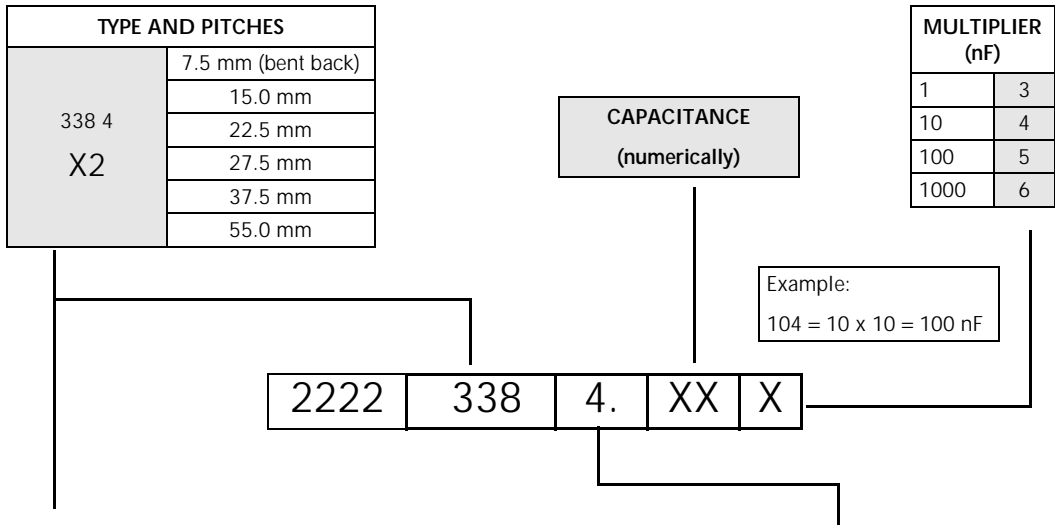 TYPE AND PITCHES
338 4
X2
7.5 mm (bent back)
15.0 mm
22.5 mm
27.5 mm
37.5 mm
55.0 mm
CAPACITANCE
(numerically)
MULTIPLIER
(nF)
1 3
10 4
100 5
1000 6
Example:
104 = 10 x 10 = 100 nF
2222 338 4. XX X